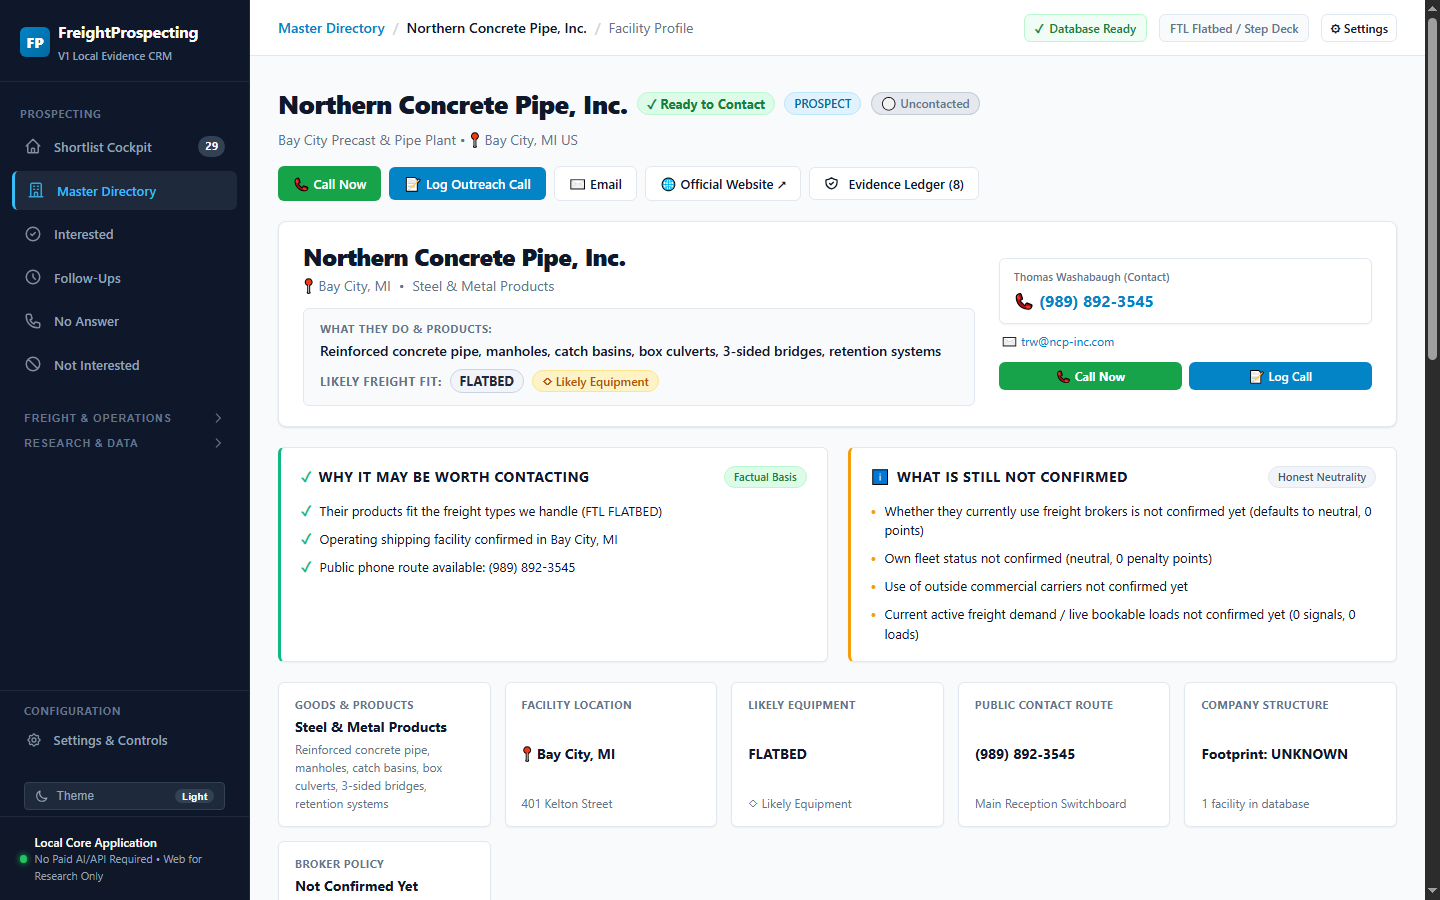 FP
FreightProspecting
V1 Local Evidence CRM
PROSPECTING
Shortlist Cockpit 29
Master Directory
Interested
Follow-Ups
No Answer
Not Interested
FREIGHT & OPERATIONS
RESEARCH & DATA
CONFIGURATION
Settings & Controls
Theme Light
Local Core Application
No Paid AI/API Required • Web for
Research Only
Master Directory / Northern Concrete Pipe, Inc. / Facility Profile
✓ Database Ready
FTL Flatbed / Step Deck
⚙ Settings
Northern Concrete Pipe, Inc. ✓ Ready to Contact PROSPECT Uncontacted
Bay City Precast & Pipe Plant • 📍 Bay City, MI US
📞 Call Now 📝 Log Outreach Call ✉ Email 🌐 Official Website ↗ Evidence Ledger (8)
Northern Concrete Pipe, Inc.
📍 Bay City, MI • Steel & Metal Products
WHAT THEY DO & PRODUCTS:
Reinforced concrete pipe, manholes, catch basins, box culverts, 3-sided bridges, retention systems
LIKELY FREIGHT FIT: FLATBED ◇ Likely Equipment
Thomas Washabaugh (Contact)
📞 (989) 892-3545
✉ trw@ncp-inc.com
📞 Call Now 📝 Log Call
✓ WHY IT MAY BE WORTH CONTACTING Factual Basis
✓ Their products fit the freight types we handle (FTL FLATBED)
✓ Operating shipping facility confirmed in Bay City, MI
✓ Public phone route available: (989) 892-3545
ℹ WHAT IS STILL NOT CONFIRMED Honest Neutrality
• Whether they currently use freight brokers is not confirmed yet (defaults to neutral, 0
points)
• Own fleet status not confirmed (neutral, 0 penalty points)
• Use of outside commercial carriers not confirmed yet
• Current active freight demand / live bookable loads not confirmed yet (0 signals, 0
loads)
GOODS & PRODUCTS
Steel & Metal Products
Reinforced concrete pipe,
manholes, catch basins, box
culverts, 3-sided bridges,
retention systems
FACILITY LOCATION
📍 Bay City, MI
401 Kelton Street
LIKELY EQUIPMENT
FLATBED
◇ Likely Equipment
PUBLIC CONTACT ROUTE
(989) 892-3545
Main Reception Switchboard
COMPANY STRUCTURE
Footprint: UNKNOWN
1 facility in database
BROKER POLICY
Not Confirmed Yet